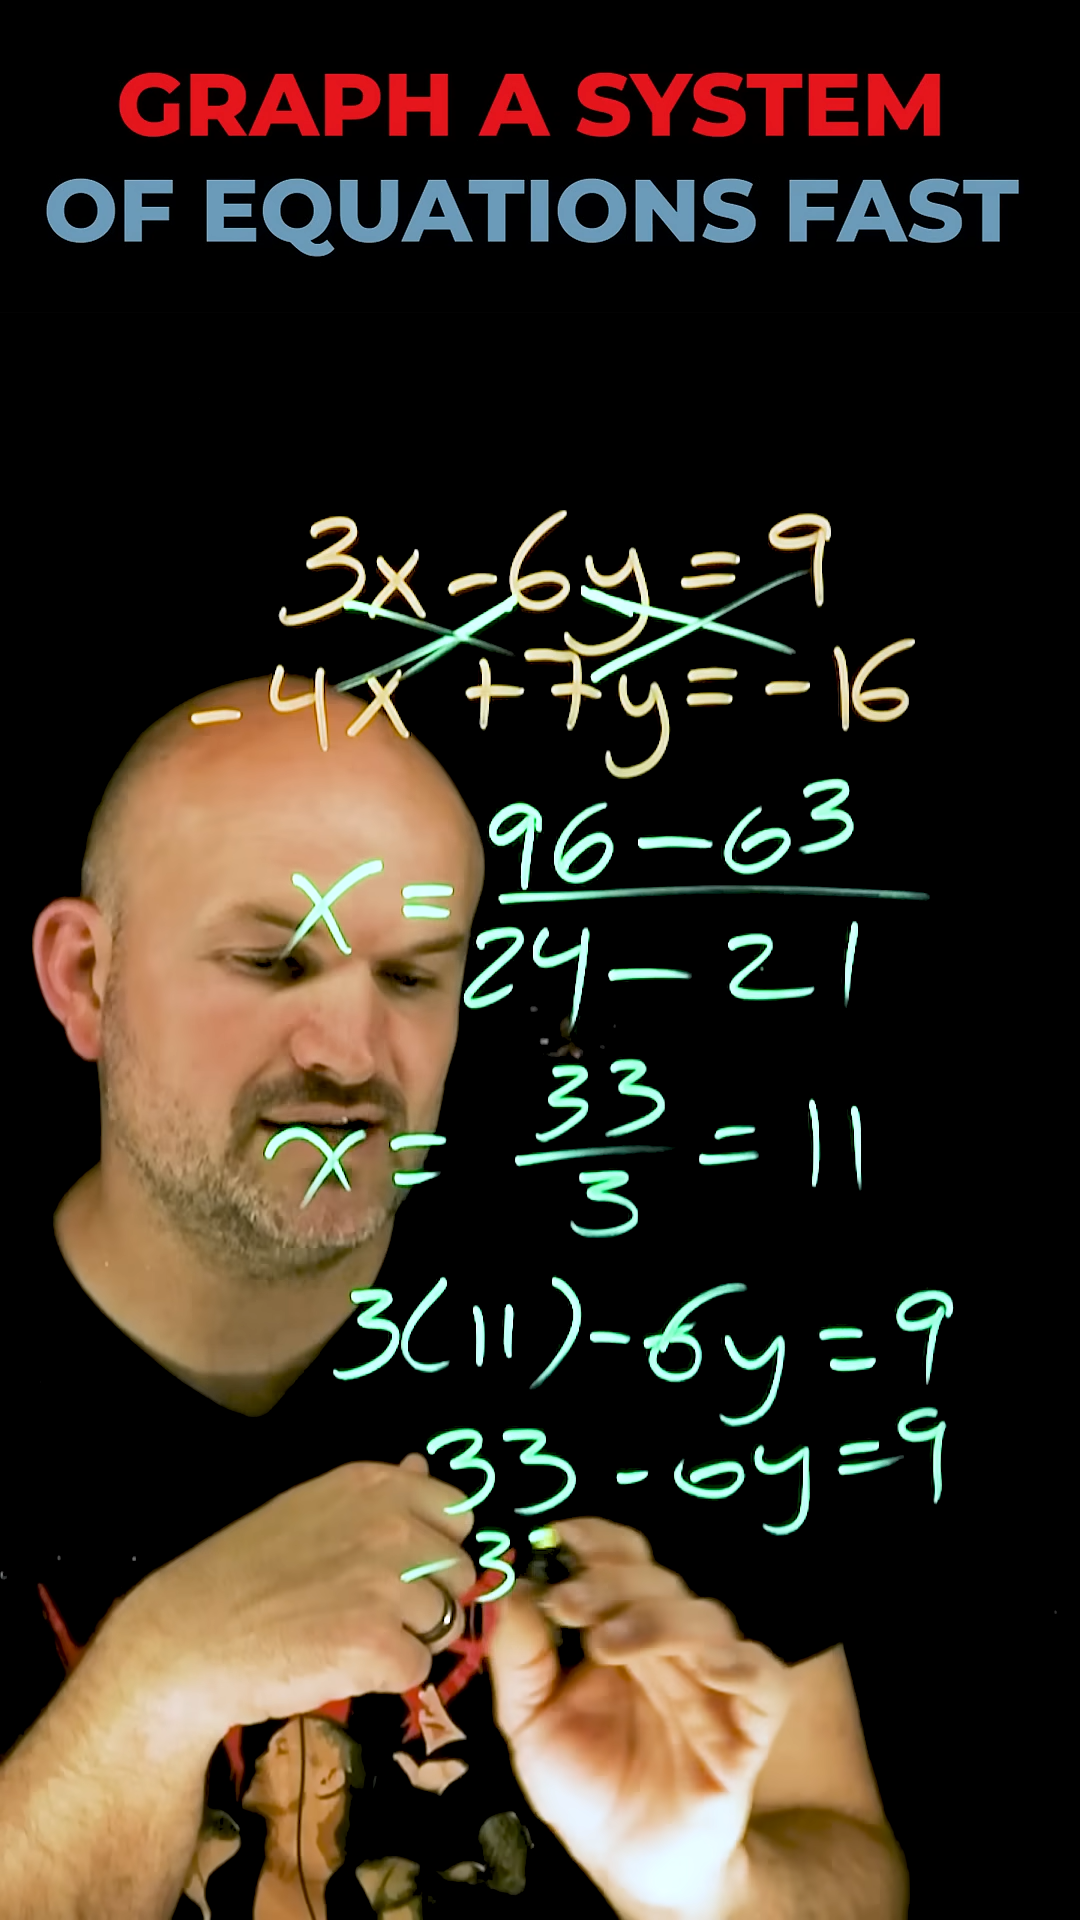 GRAPH A SYSTEM
OF EQUATIONS FAST
3x - 6y = 9
-4x + 7y = -16
x = 96 - 63
24 - 21
x = 33 = 11
3
3(11) - 6y = 9
33 - 6y = 9
-3